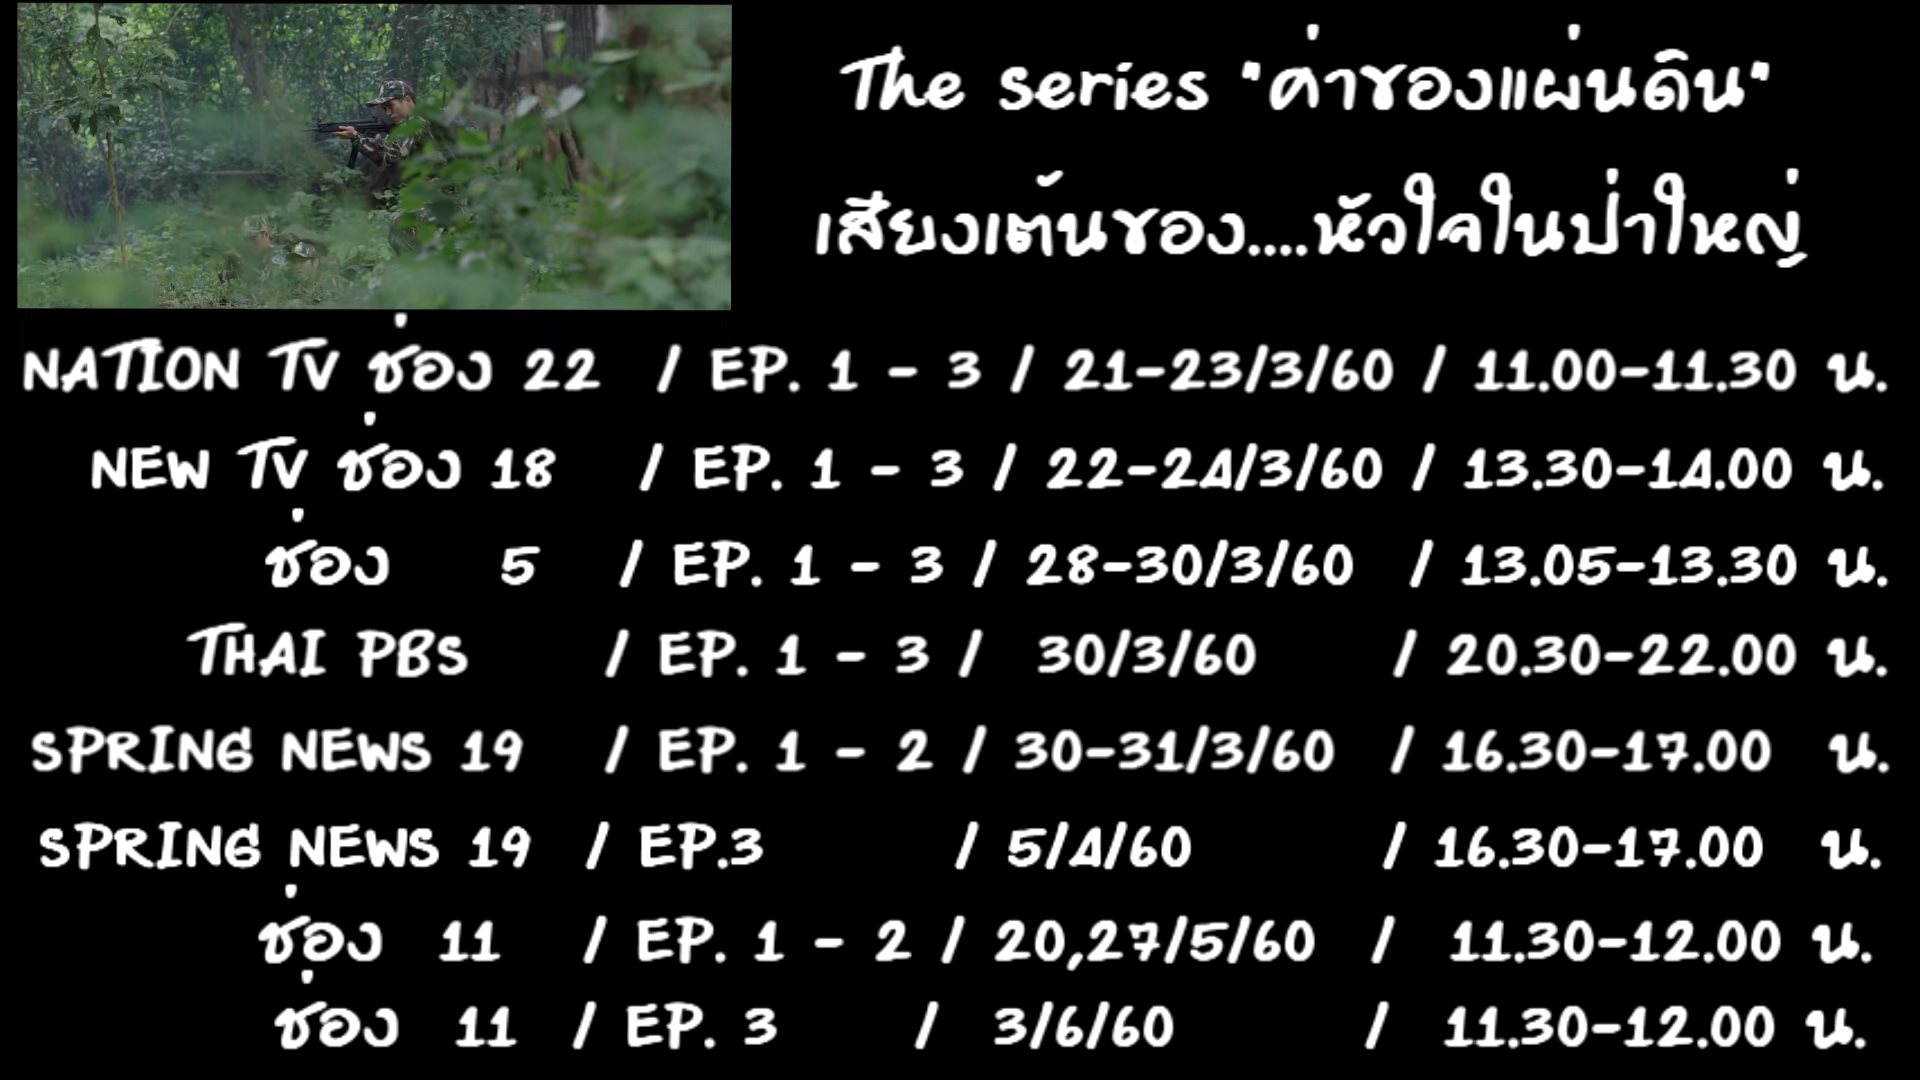 The series "ค่าของแผ่นดิน"
เสียงเต้นของ....หัวใจในป่าใหญ่
NATION TV ช่อง 22 / EP. 1 - 3 / 21-23/3/60 / 11.00-11.30 น.
NEW TV ช่อง 18 / EP. 1 - 3 / 22-24/3/60 / 13.30-14.00 น.
ช่อง 5 / EP. 1 - 3 / 28-30/3/60 / 13.05-13.30 น.
THAI PBS / EP. 1 - 3 / 30/3/60 / 20.30-22.00 น.
SPRING NEWS 19 / EP. 1 - 2 / 30-31/3/60 / 16.30-17.00 น.
SPRING NEWS 19 / EP.3 / 5/4/60 / 16.30-17.00 น.
ช่อง 11 / EP. 1 - 2 / 20,27/5/60 / 11.30-12.00 น.
ช่อง 11 / EP. 3 / 3/6/60 / 11.30-12.00 น.